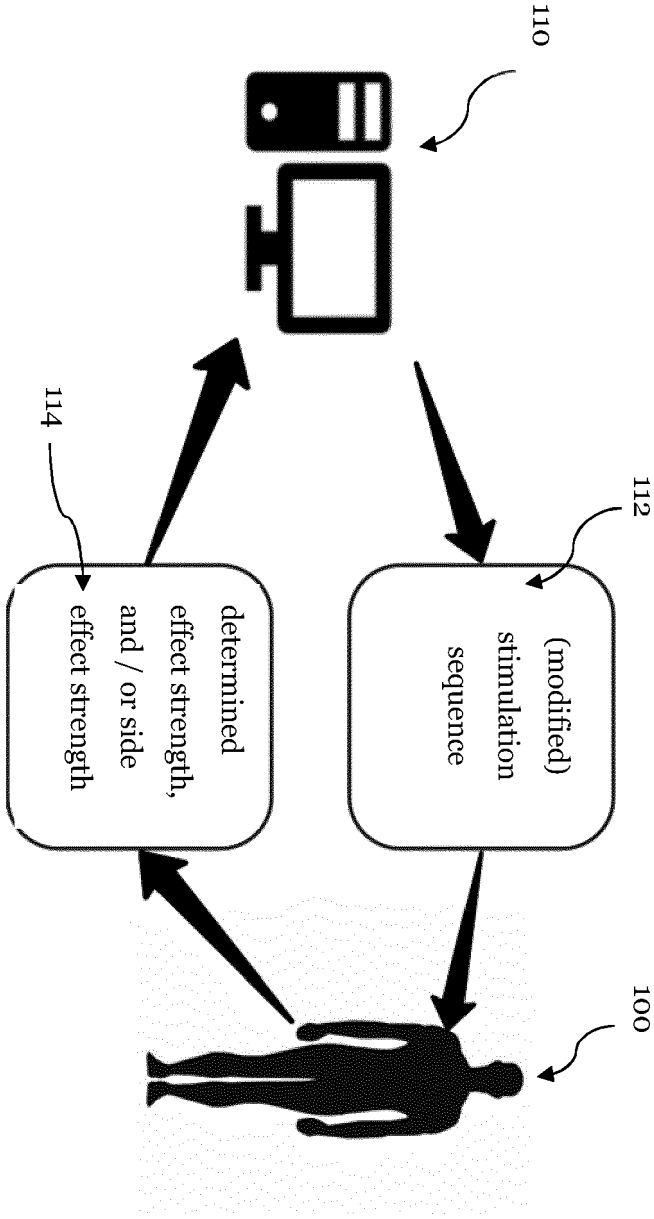 110
112
(modified)
stimulation
sequence
100
114
determined
effect strength,
and / or side
effect strength